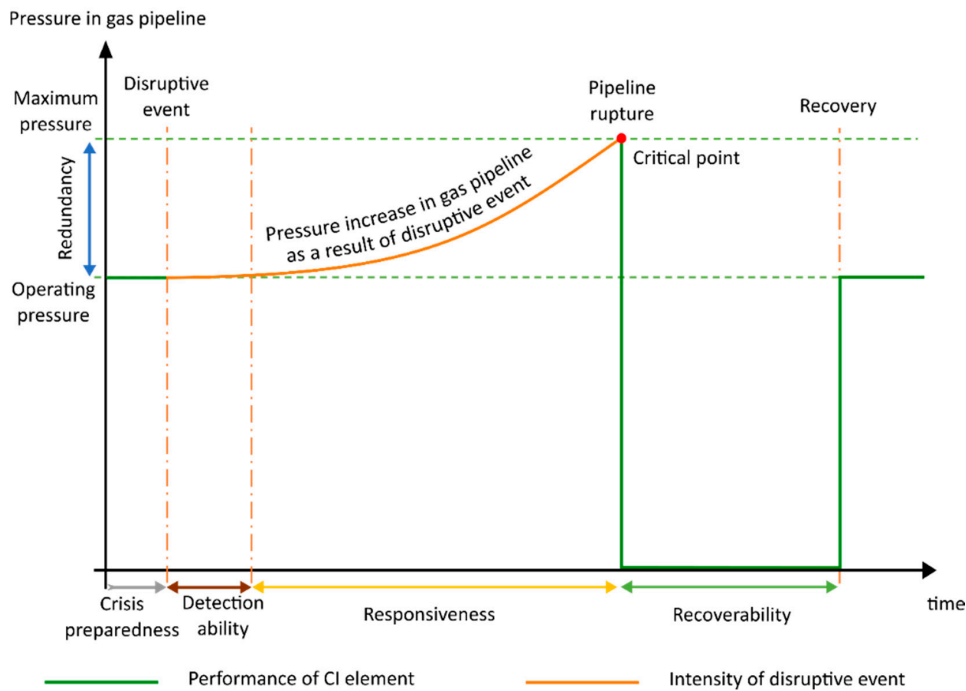 Pressure in gas pipeline
Maximum
pressure
Disruptive
event
Pipeline
rupture
Recovery
Critical point
Redundancy
Pressure increase in gas pipeline
as a result of disruptive event
Operating
pressure
Crisis
preparedness
Detection
ability
Responsiveness
Recoverability
time
Performance of CI element
Intensity of disruptive event